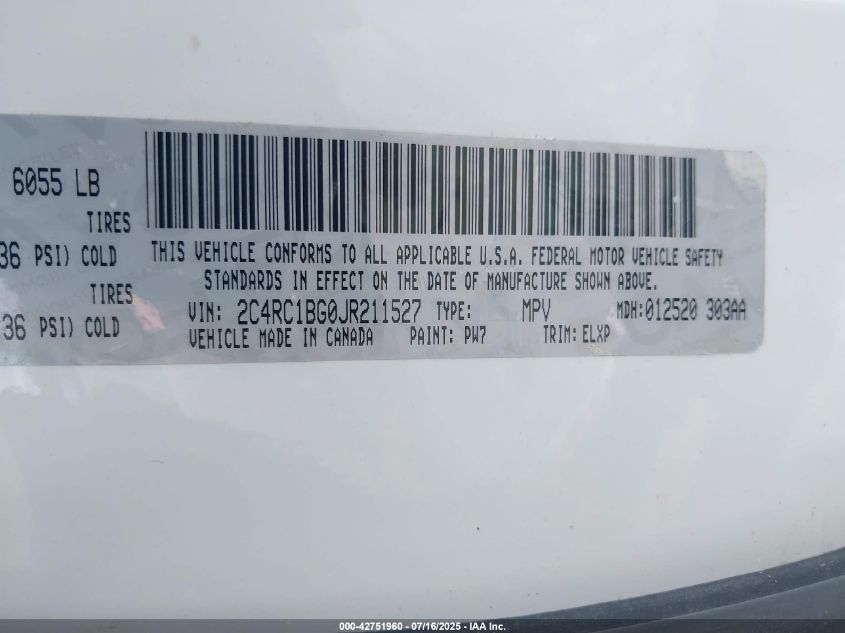 6055 LB
TIRES
36 PSI) COLD
TIRES
36 PSI) COLD
THIS VEHICLE CONFORMS TO ALL APPLICABLE U.S.A. FEDERAL MOTOR VEHICLE SAFETY
STANDARDS IN EFFECT ON THE DATE OF MANUFACTURE SHOWN ABOVE.
VIN: 2C4RC1BG0JR211527 TYPE: MPV MDH:012520 303AA
VEHICLE MADE IN CANADA PAINT: PW7 TRIM: ELXP
000-42751960 - 07/16/2025 - IAA Inc.